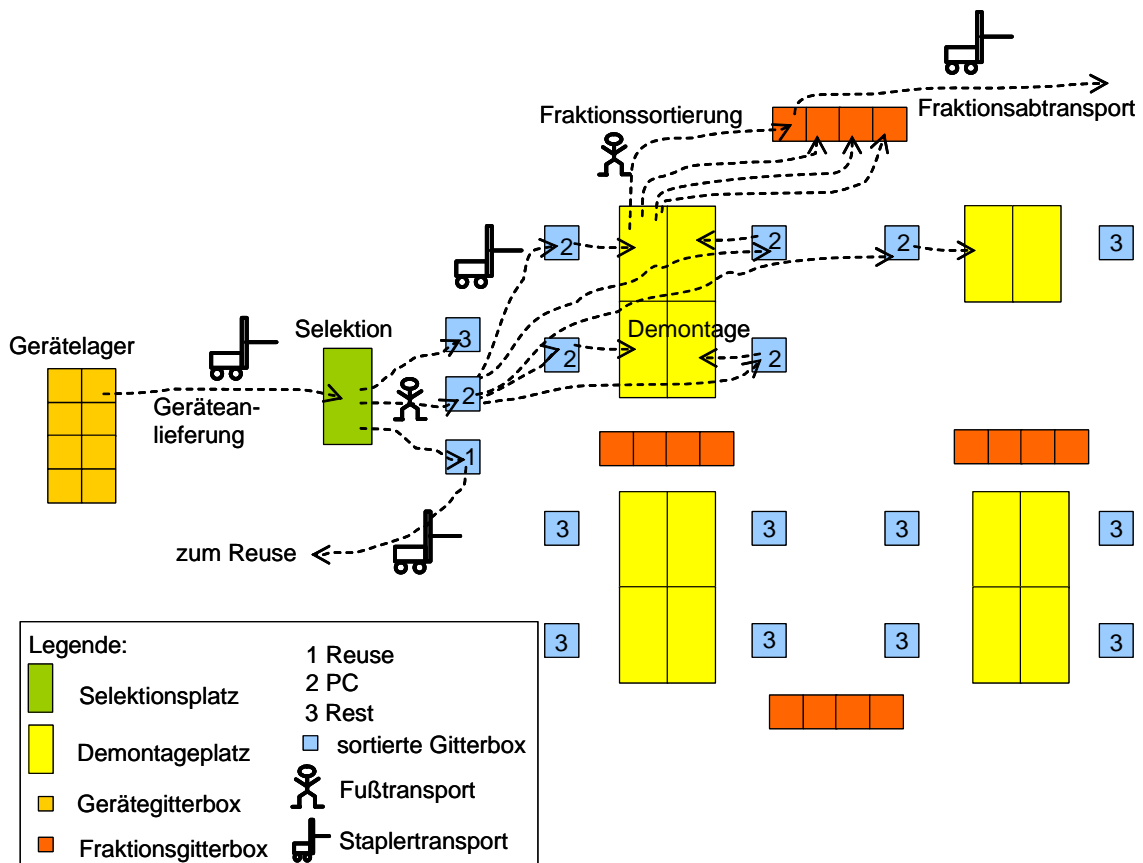 Fraktionssortierung
Fraktionsabtransport
2
2
2
3
Gerätelager
Selektion
3
2
Demontage
2
2
Gerätean-
lieferung
1
zum Reuse
3
3
3
3
3
3
3
3
Legende:
1 Reuse
2 PC
3 Rest
Selektionsplatz
sortierte Gitterbox
Demontageplatz
Fußtransport
Gerätegitterbox
Staplertransport
Fraktionsgitterbox